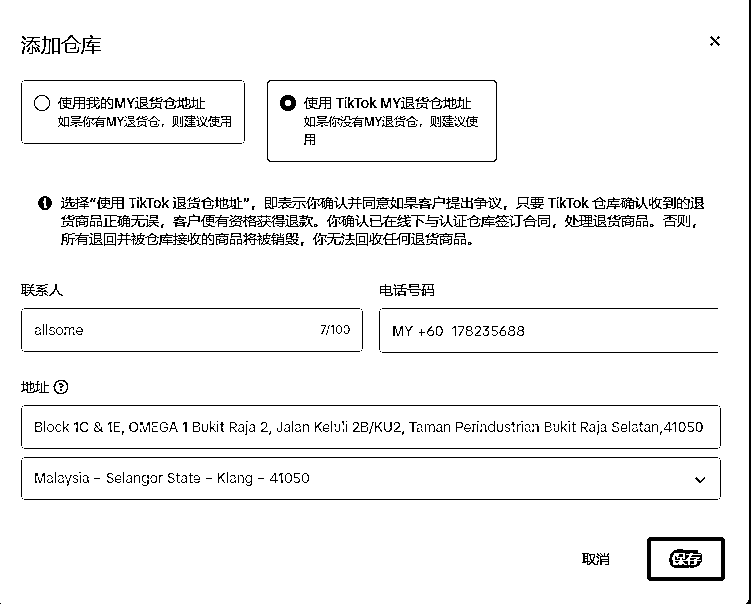 添加仓库
使用我的MY退货仓地址
如果你有MY退货仓，则建议使用
使用 TikTok MY退货仓地址
如果你没有MY退货仓，则建议使
用
选择“使用 TikTok 退货仓地址”，即表示你确认并同意如果客户提出争议，只要 TikTok 仓库确认收到的退
货商品正确无误，客户便有资格获得退款。你确认已在线下与认证仓库签订合同，处理退货商品。否则，
所有退回并被仓库接收的商品将被销毁，你无法回收任何退货商品。
联系人
电话号码
allsome 7/100
MY +60 178235688
地址
Block 1C & 1E, OMEGA 1 Bukit Raja 2, Jalan Keluli 2B/KU2, Taman Perindustrian Bukit Raja Selatan,41050
Malaysia – Selangor State – Klang – 41050
取消
保存